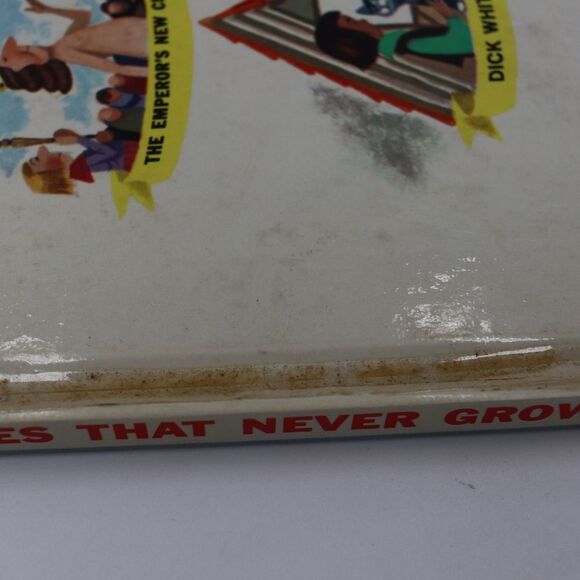 THE EMPEROR'S NEW C
DICK WHIT
ES THAT NEVER GROW